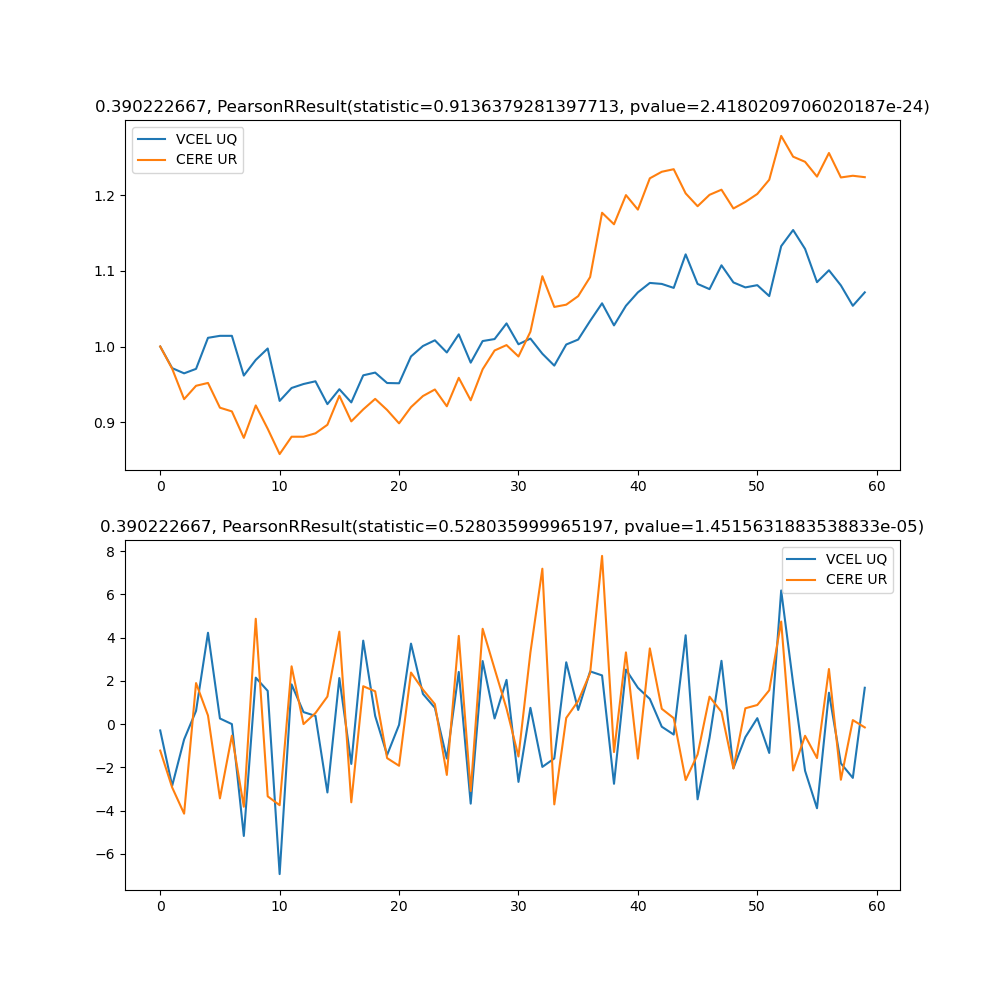 0.390222667, PearsonRResult(statistic=0.9136379281397713, pvalue=2.4180209706020187e-24)
VCEL UQ
CERE UR
1.2
1.1
1.0
0.9
0 10 20 30 40 50 60
0.390222667, PearsonRResult(statistic=0.528035999965197, pvalue=1.4515631883538833e-05)
VCEL UQ
CERE UR
8
6
4
2
0
−2
−4
−6
0 10 20 30 40 50 60